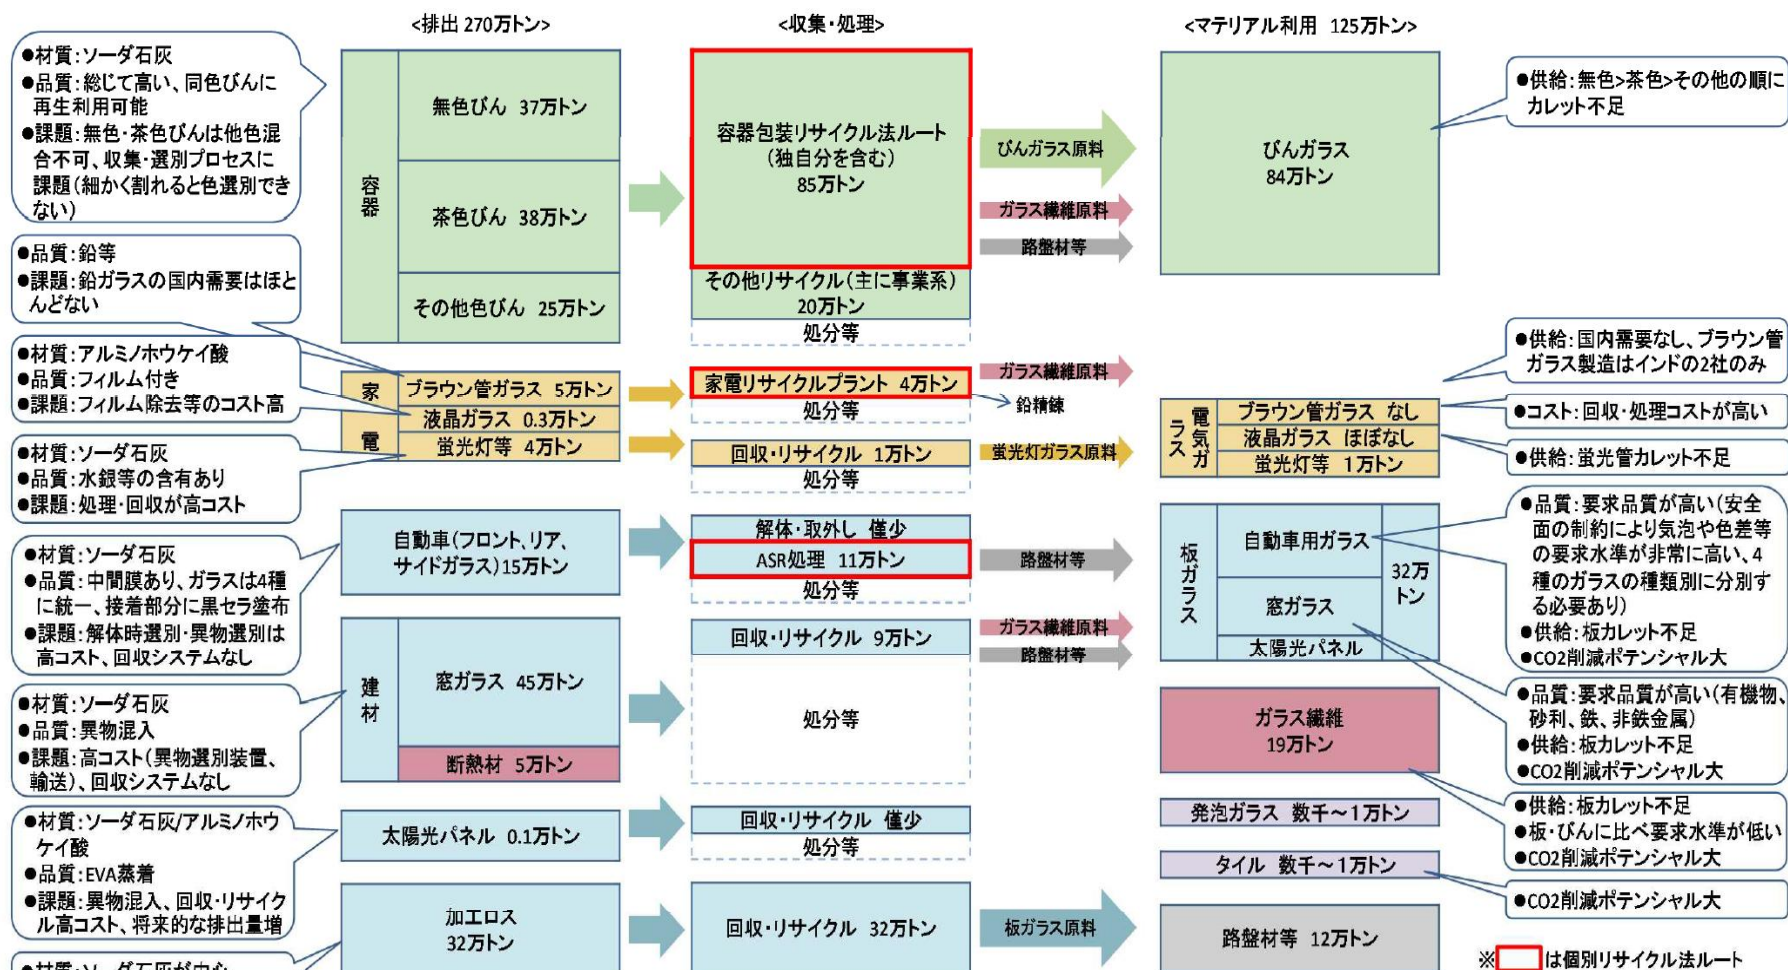 <排出 270万トン>
<収集・処理>
<マテリアル利用 125万トン>
●材質：ソーダ石灰
●品質：総じて高い、同色びんに
再生利用可能
●課題：無色・茶色びんは他色混
合不可、収集・選別プロセスに
課題（細かく割れると色選別でき
ない）
●品質：鉛等
●課題：鉛ガラスの国内需要はほと
んどない
●材質：アルミノホウケイ酸
●品質：フィルム付き
●課題：フィルム除去等のコスト高
●材質：ソーダ石灰
●品質：水銀等の含有あり
●課題：処理・回収が高コスト
●材質：ソーダ石灰
●品質：中間膜あり、ガラスは4種
に統一、接着部分に黒セラ塗布
●課題：解体時選別・異物選別は
高コスト、回収システムなし
●材質：ソーダ石灰
●品質：異物混入
●課題：高コスト（異物選別装置、
輸送）、回収システムなし
●材質：ソーダ石灰/アルミノホウ
ケイ酸
●品質：EVA蒸着
●課題：異物混入、回収・リサイク
ル高コスト、将来的な排出量増
●材質：ソーダ石灰が中心
容器
無色びん 37万トン
茶色びん 38万トン
その他色びん 25万トン
家電
ブラウン管ガラス 5万トン
液晶ガラス 0.3万トン
蛍光灯等 4万トン
自動車（フロント、リア、
サイドガラス）15万トン
建材
窓ガラス 45万トン
断熱材 5万トン
太陽光パネル 0.1万トン
加工ロス
32万トン
容器包装リサイクル法ルート
（独自分を含む）
85万トン
その他リサイクル（主に事業系）
20万トン
処分等
家電リサイクルプラント 4万トン
処分等
回収・リサイクル 1万トン
処分等
解体・取外し 僅少
ASR処理 11万トン
処分等
回収・リサイクル 9万トン
処分等
回収・リサイクル 僅少
処分等
回収・リサイクル 32万トン
びんガラス原料
ガラス繊維原料
路盤材等
ガラス繊維原料
鉛精錬
蛍光灯ガラス原料
路盤材等
ガラス繊維原料
路盤材等
板ガラス原料
びんガラス
84万トン
電気ガラス
ブラウン管ガラス なし
液晶ガラス ほぼなし
蛍光灯等 1万トン
板ガラス
自動車用ガラス
窓ガラス
太陽光パネル
32万
トン
ガラス繊維
19万トン
発泡ガラス 数千～1万トン
タイル 数千～1万トン
路盤材等 12万トン
●供給：無色>茶色>その他の順に
カレット不足
●供給：国内需要なし、ブラウン管
ガラス製造はインドの2社のみ
●コスト：回収・処理コストが高い
●供給：蛍光管カレット不足
●品質：要求品質が高い（安全
面の制約により気泡や色差等
の要求水準が非常に高い、4
種のガラスの種類別に分別す
る必要あり）
●供給：板カレット不足
●CO2削減ポテンシャル大
●品質：要求品質が高い（有機物、
砂利、鉄、非鉄金属）
●供給：板カレット不足
●CO2削減ポテンシャル大
●供給：板カレット不足
●板・びんに比べ要求水準が低い
●CO2削減ポテンシャル大
●CO2削減ポテンシャル大
※ は個別リサイクル法ルート